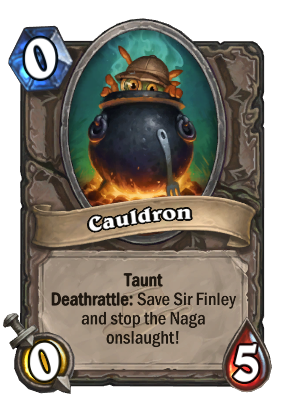 0
Cauldron
Taunt
Deathrattle: Save Sir Finley
and stop the Naga
onslaught!
0
5